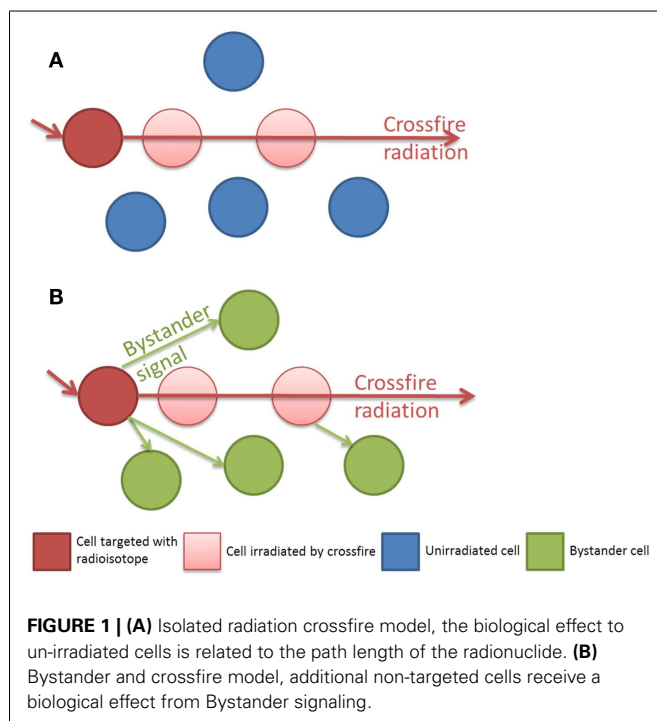 A
Crossfire
radiation
B
Bystander
signal
Crossfire
radiation
Cell targeted with
radioisotope
Cell irradiated by crossfire
Unirradiated cell
Bystander cell
FIGURE 1 | (A) Isolated radiation crossfire model, the biological effect to
un-irradiated cells is related to the path length of the radionuclide. (B)
Bystander and crossfire model, additional non-targeted cells receive a
biological effect from Bystander signaling.